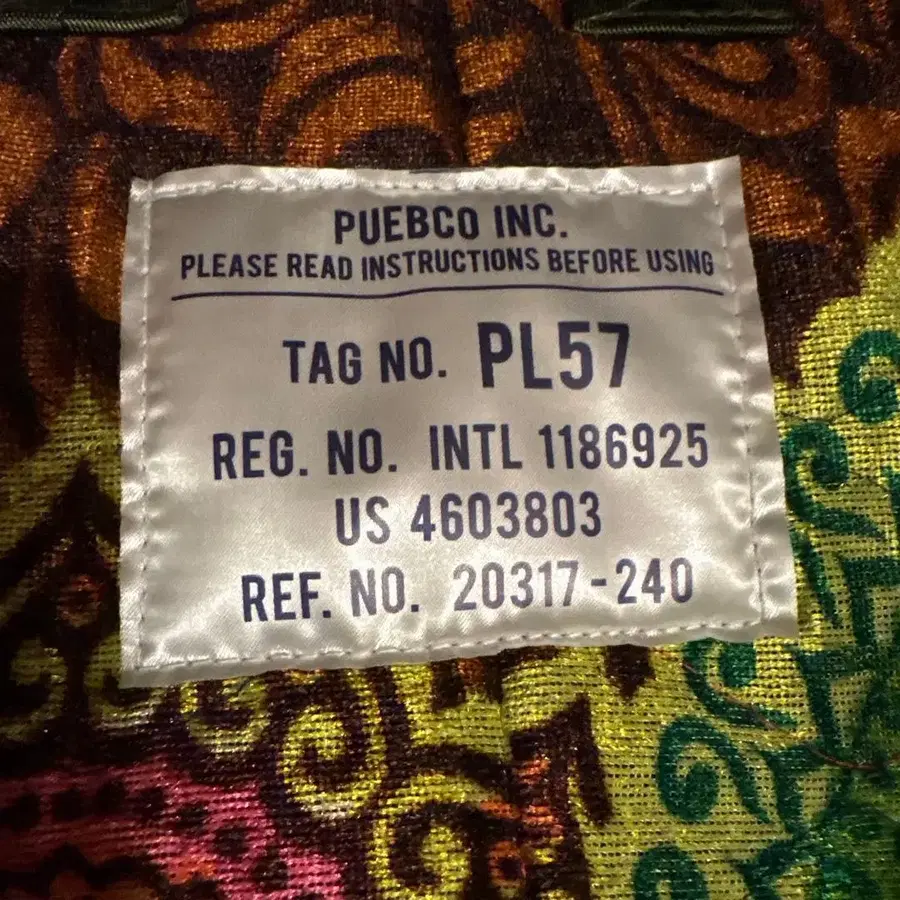 PUEBCO INC.
PLEASE READ INSTRUCTIONS BEFORE USING
TAG NO. PL57
REG. NO. INTL 1186925
US 4603803
REF. NO. 20317-240